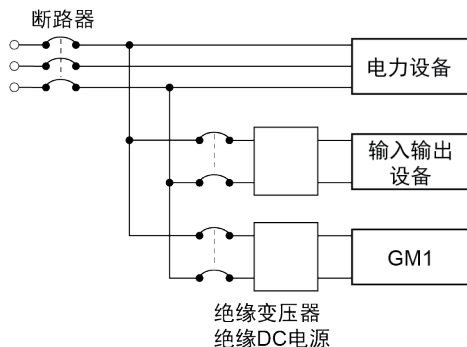 断路器
电力设备
输入输出
设备
GM1
绝缘变压器
绝缘DC电源